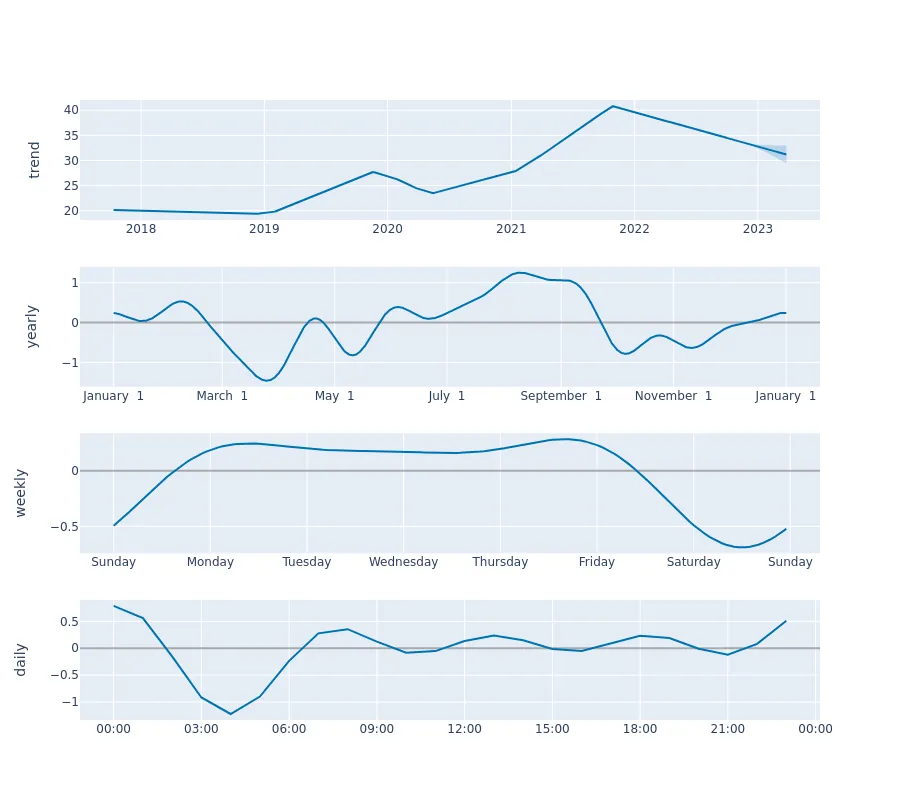 trend
40
35
30
25
20
2018 2019 2020 2021 2022 2023
yearly
1
0
−1
January 1 March 1 May 1 July 1 September 1 November 1 January 1
weekly
0
−0.5
Sunday Monday Tuesday Wednesday Thursday Friday Saturday Sunday
daily
0.5
0
−0.5
−1
00:00 03:00 06:00 09:00 12:00 15:00 18:00 21:00 00:00